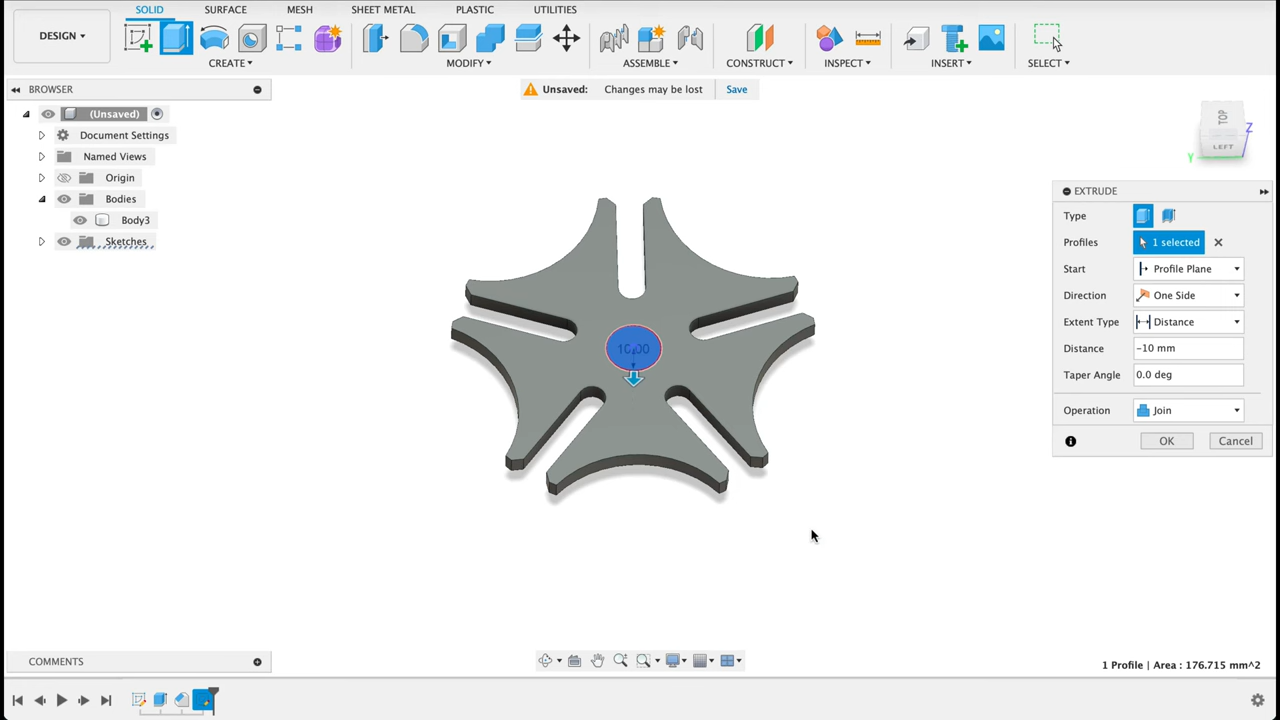 SOLID SURFACE MESH SHEET METAL PLASTIC UTILITIES
DESIGN
CREATE MODIFY ASSEMBLE CONSTRUCT INSPECT INSERT SELECT
BROWSER
Unsaved: Changes may be lost Save
(Unsaved)
Document Settings
Named Views
Origin
Bodies
Body3
Sketches
TOP
LEFT
Z
Y
10.00
EXTRUDE
Type
Profiles 1 selected
Start Profile Plane
Direction One Side
Extent Type Distance
Distance -10 mm
Taper Angle 0.0 deg
Operation Join
OK Cancel
COMMENTS
1 Profile | Area : 176.715 mm^2